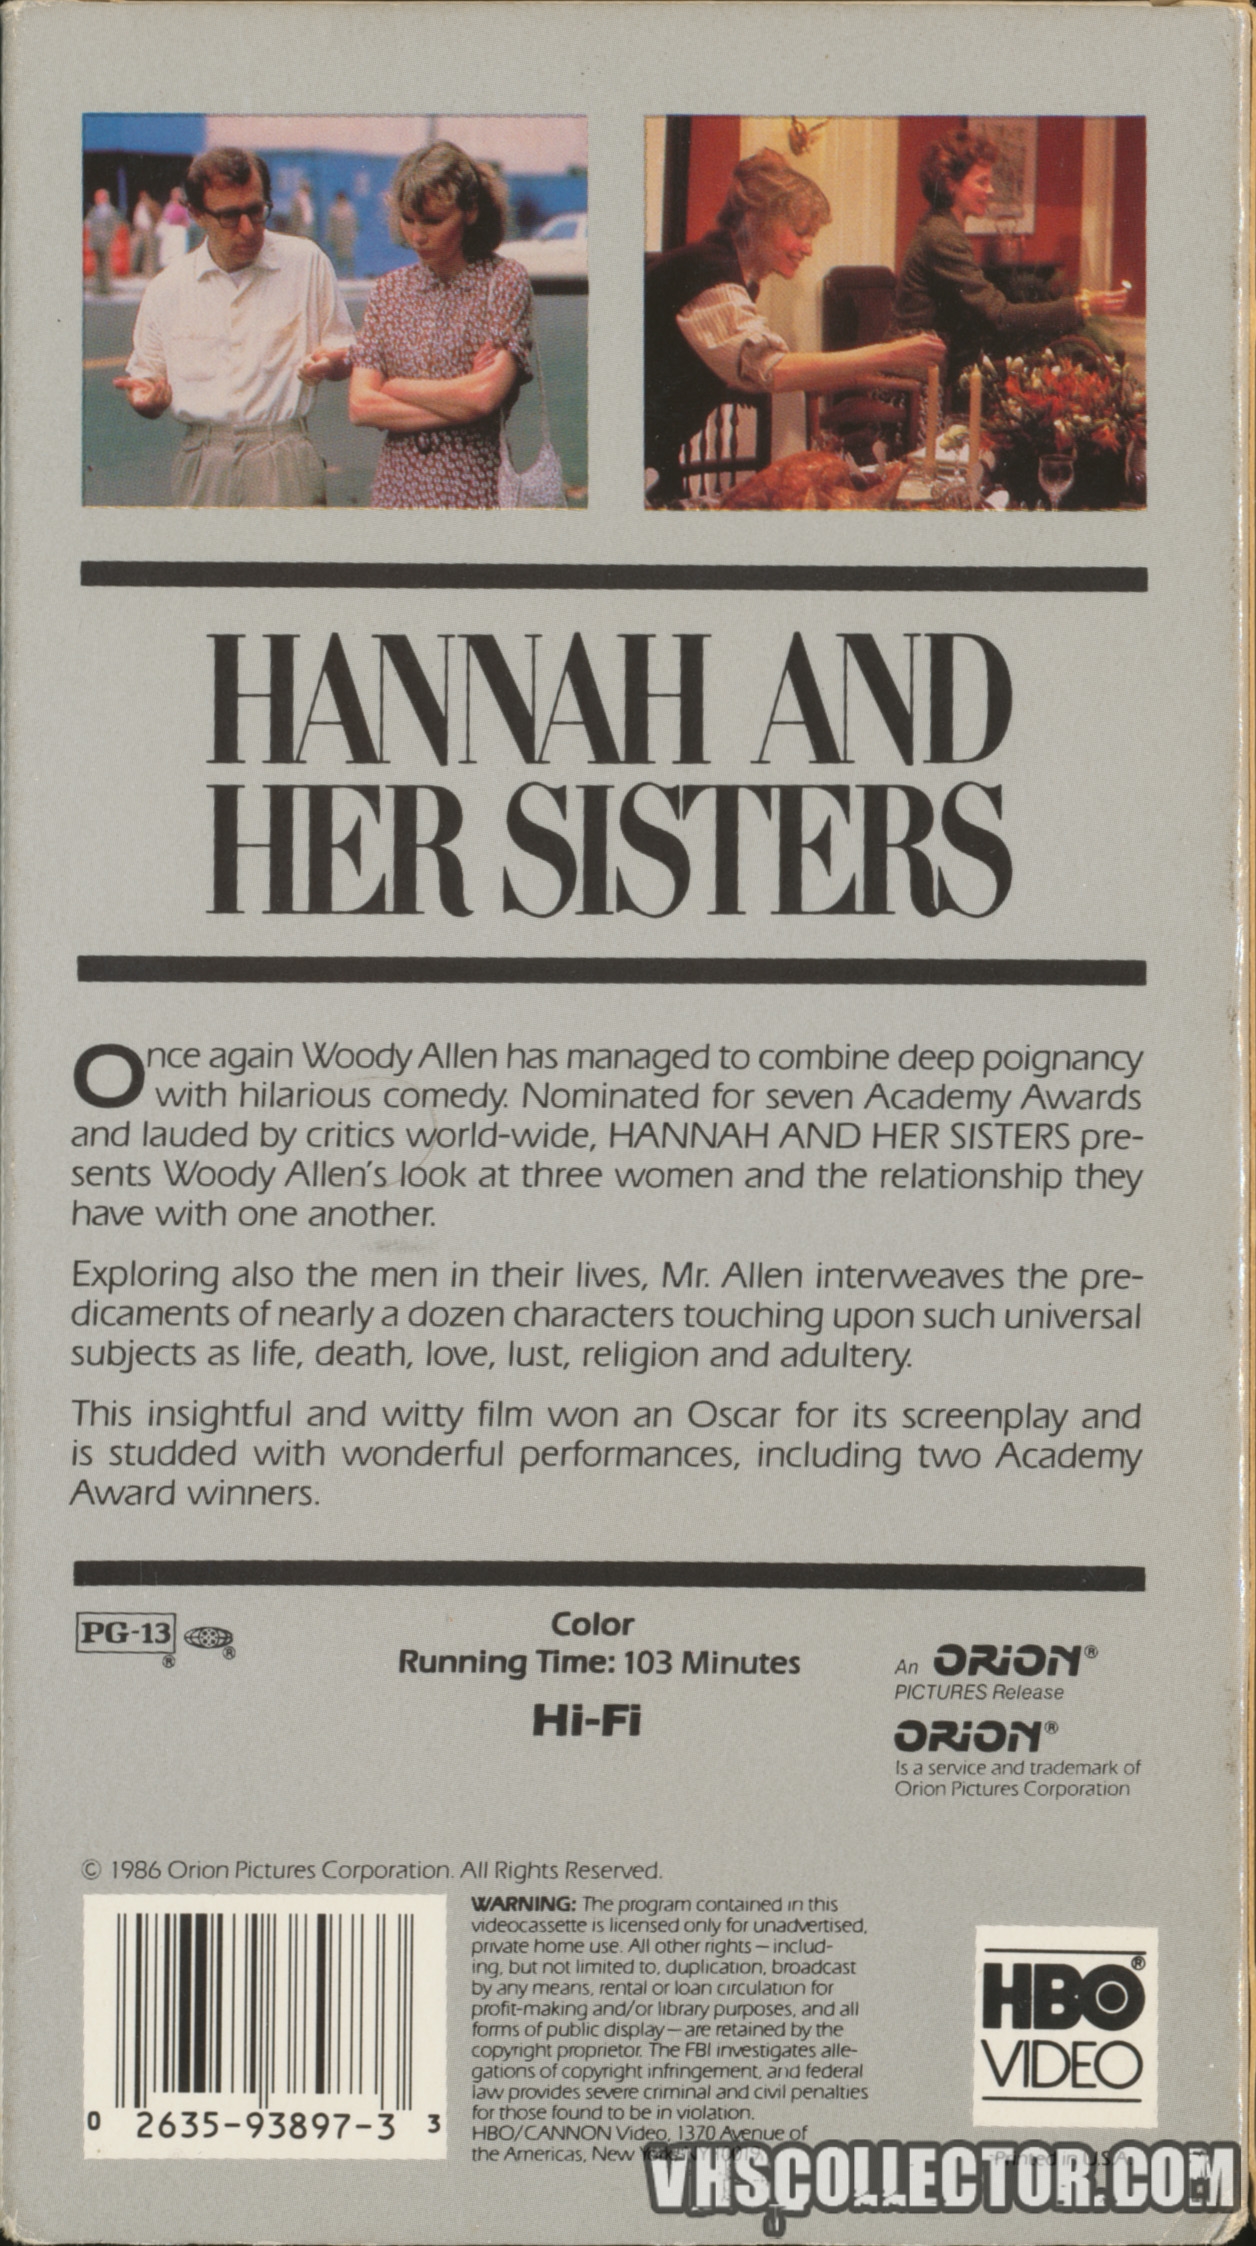 HANNAH AND
HER SISTERS
Once again Woody Allen has managed to combine deep poignancy
with hilarious comedy. Nominated for seven Academy Awards
and lauded by critics world-wide, HANNAH AND HER SISTERS pre-
sents Woody Allen's look at three women and the relationship they
have with one another.
Exploring also the men in their lives, Mr. Allen interweaves the pre-
dicaments of nearly a dozen characters touching upon such universal
subjects as life, death, love, lust, religion and adultery.
This insightful and witty film won an Oscar for its screenplay and
is studded with wonderful performances, including two Academy
Award winners.
PG-13 ®
®
Color
Running Time: 103 Minutes
Hi-Fi
An ORION®
PICTURES Release
ORION®
Is a service and trademark of
Orion Pictures Corporation
© 1986 Orion Pictures Corporation. All Rights Reserved.
0 2635-93897-3 3
WARNING: The program contained in this
videocassette is licensed only for unadvertised,
private home use. All other rights — includ-
ing, but not limited to, duplication, broadcast
by any means, rental or loan circulation for
profit-making and/or library purposes, and all
forms of public display — are retained by the
copyright proprietor. The FBI investigates alle-
gations of copyright infringement, and federal
law provides severe criminal and civil penalties
for those found to be in violation.
HBO/CANNON Video, 1370 Avenue of
the Americas, New York, NY 10019
HBO®
VIDEO
Printed in U.S.A.
VHSCOLLECTOR.COM